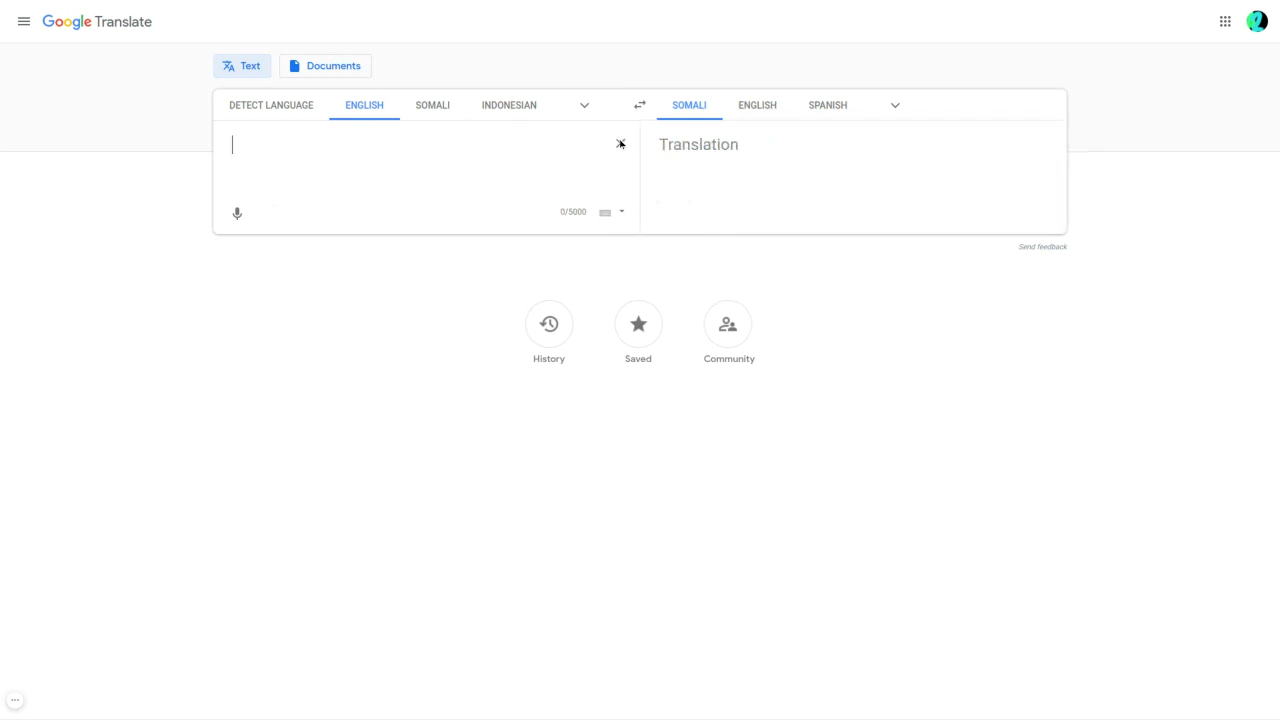 Google Translate
Text
Documents
DETECT LANGUAGE
ENGLISH
SOMALI
INDONESIAN
SOMALI
ENGLISH
SPANISH
Translation
0/5000
Send feedback
History
Saved
Community